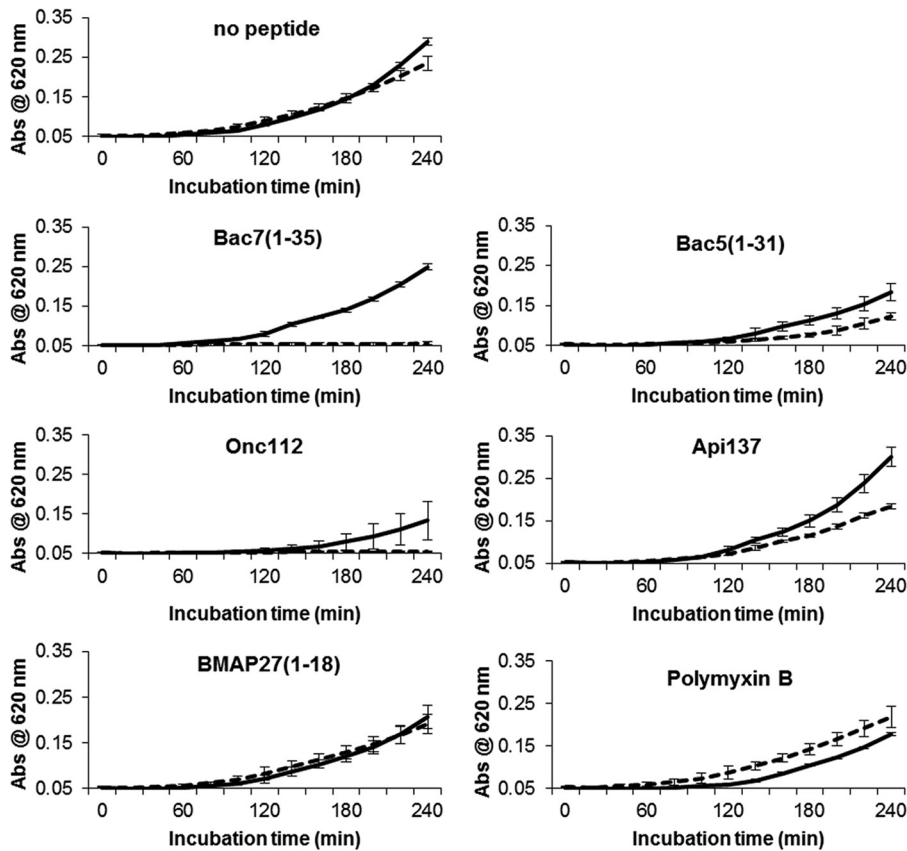 no peptide
Abs @ 620 nm
0.35
0.25
0.15
0.05
0 60 120 180 240
Incubation time (min)
Bac7(1-35)
Abs @ 620 nm
0.35
0.25
0.15
0.05
0 60 120 180 240
Incubation time (min)
Bac5(1-31)
Abs @ 620 nm
0.35
0.25
0.15
0.05
0 60 120 180 240
Incubation time (min)
Onc112
Abs @ 620 nm
0.35
0.25
0.15
0.05
0 60 120 180 240
Incubation time (min)
Api137
Abs @ 620 nm
0.35
0.25
0.15
0.05
0 60 120 180 240
Incubation time (min)
BMAP27(1-18)
Abs @ 620 nm
0.35
0.25
0.15
0.05
0 60 120 180 240
Incubation time (min)
Polymyxin B
Abs @ 620 nm
0.35
0.25
0.15
0.05
0 60 120 180 240
Incubation time (min)